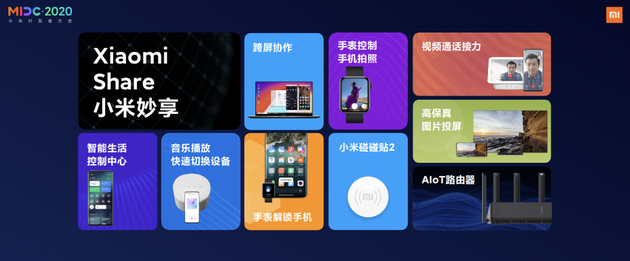 MIDC·2020
小米开发者大会
Xiaomi
Share
小米妙享
跨屏协作
手表控制
手机拍照
视频通话接力
高保真
图片投屏
智能生活
控制中心
音乐播放
快速切换设备
手表解锁手机
小米碰碰贴2
AIoT路由器